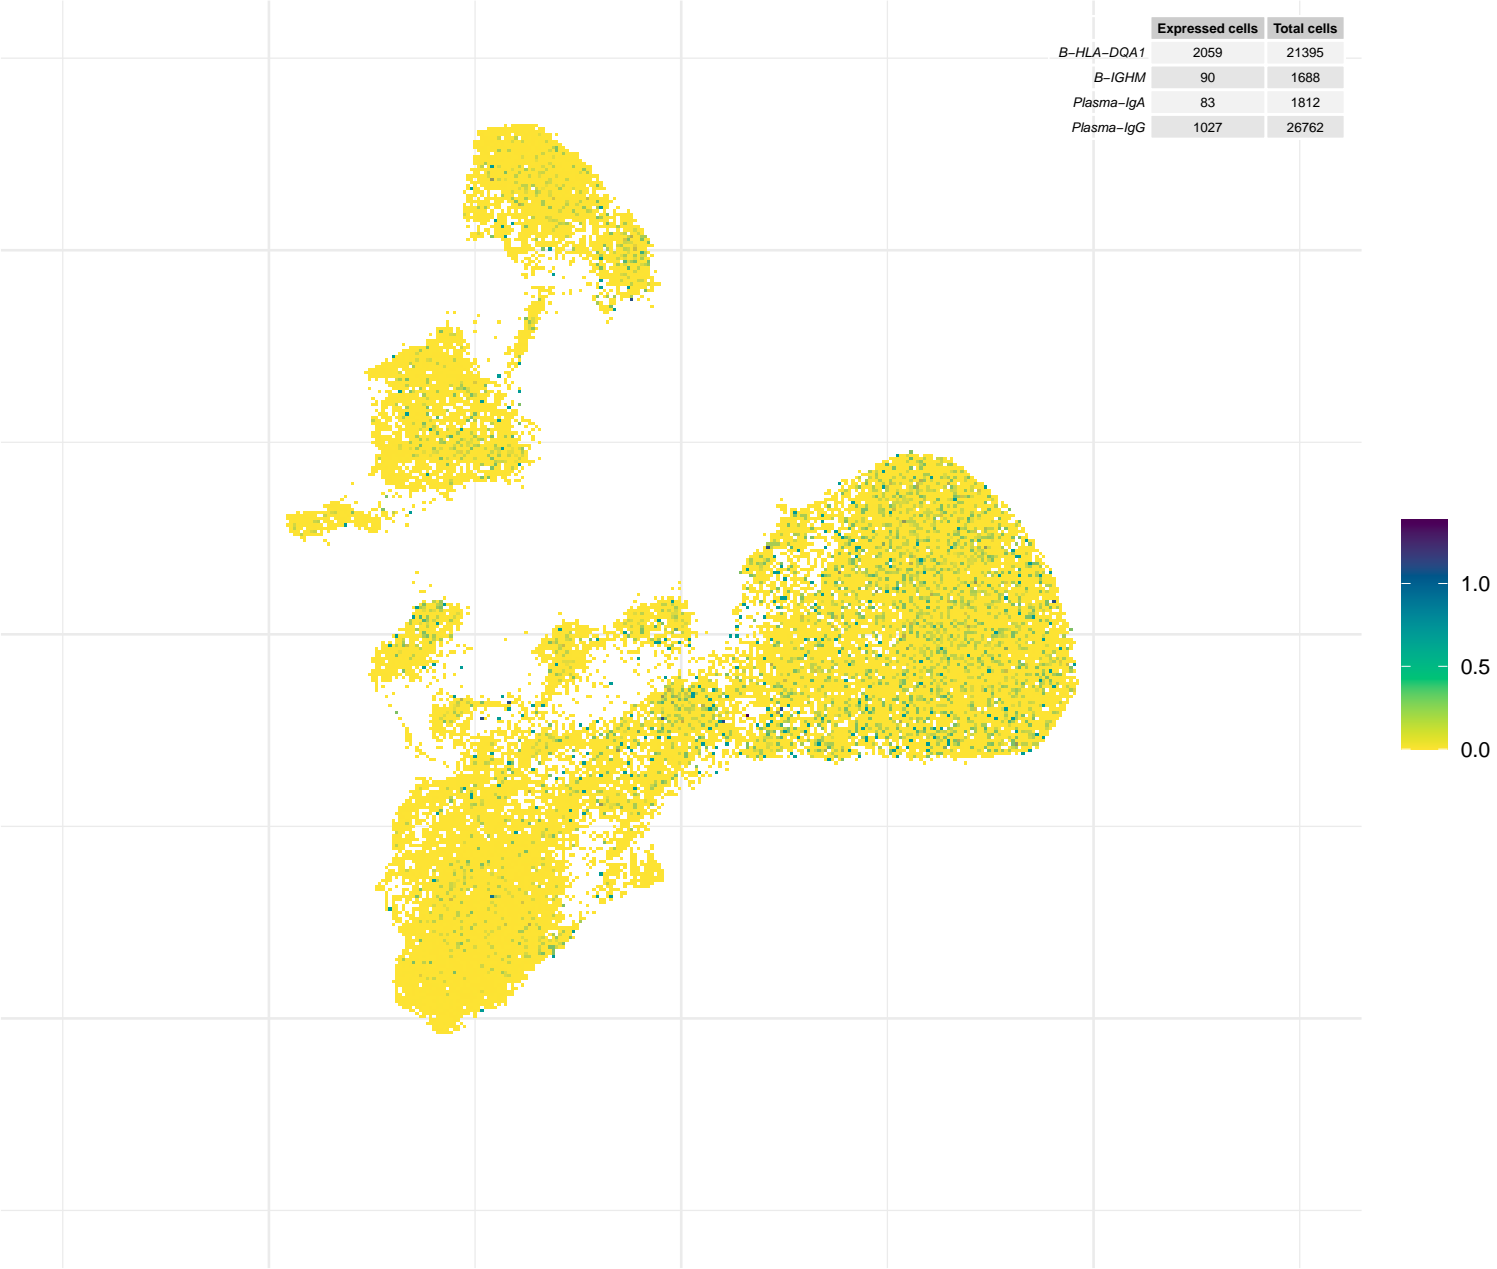 Expressed cells Total cells
B−HLA−DQA1 2059 21395
B−IGHM 90 1688
Plasma−IgA 83 1812
Plasma−IgG 1027 26762
1.0
0.5
0.0